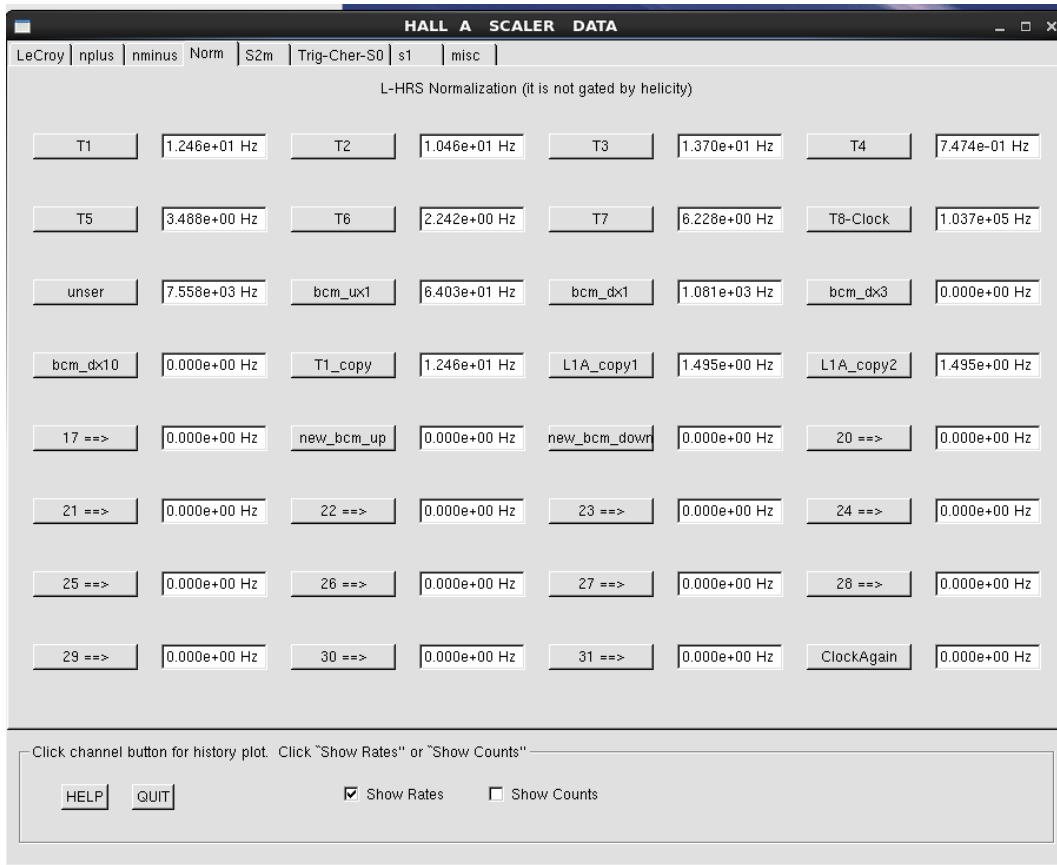 HALL A SCALER DATA
LeCroy nplus nminus Norm S2m Trig-Cher-S0 s1 misc
L-HRS Normalization (it is not gated by helicity)
T1 1.246e+01 Hz T2 1.046e+01 Hz T3 1.370e+01 Hz T4 7.474e-01 Hz
T5 3.488e+00 Hz T6 2.242e+00 Hz T7 6.228e+00 Hz T8-Clock 1.037e+05 Hz
unser 7.558e+03 Hz bcm_ux1 6.403e+01 Hz bcm_dx1 1.081e+03 Hz bcm_dx3 0.000e+00 Hz
bcm_dx10 0.000e+00 Hz T1_copy 1.246e+01 Hz L1A_copy1 1.495e+00 Hz L1A_copy2 1.495e+00 Hz
17 ==> 0.000e+00 Hz new_bcm_up 0.000e+00 Hz new_bcm_down 0.000e+00 Hz 20 ==> 0.000e+00 Hz
21 ==> 0.000e+00 Hz 22 ==> 0.000e+00 Hz 23 ==> 0.000e+00 Hz 24 ==> 0.000e+00 Hz
25 ==> 0.000e+00 Hz 26 ==> 0.000e+00 Hz 27 ==> 0.000e+00 Hz 28 ==> 0.000e+00 Hz
29 ==> 0.000e+00 Hz 30 ==> 0.000e+00 Hz 31 ==> 0.000e+00 Hz ClockAgain 0.000e+00 Hz
Click channel button for history plot. Click "Show Rates" or "Show Counts"
HELP QUIT Show Rates Show Counts